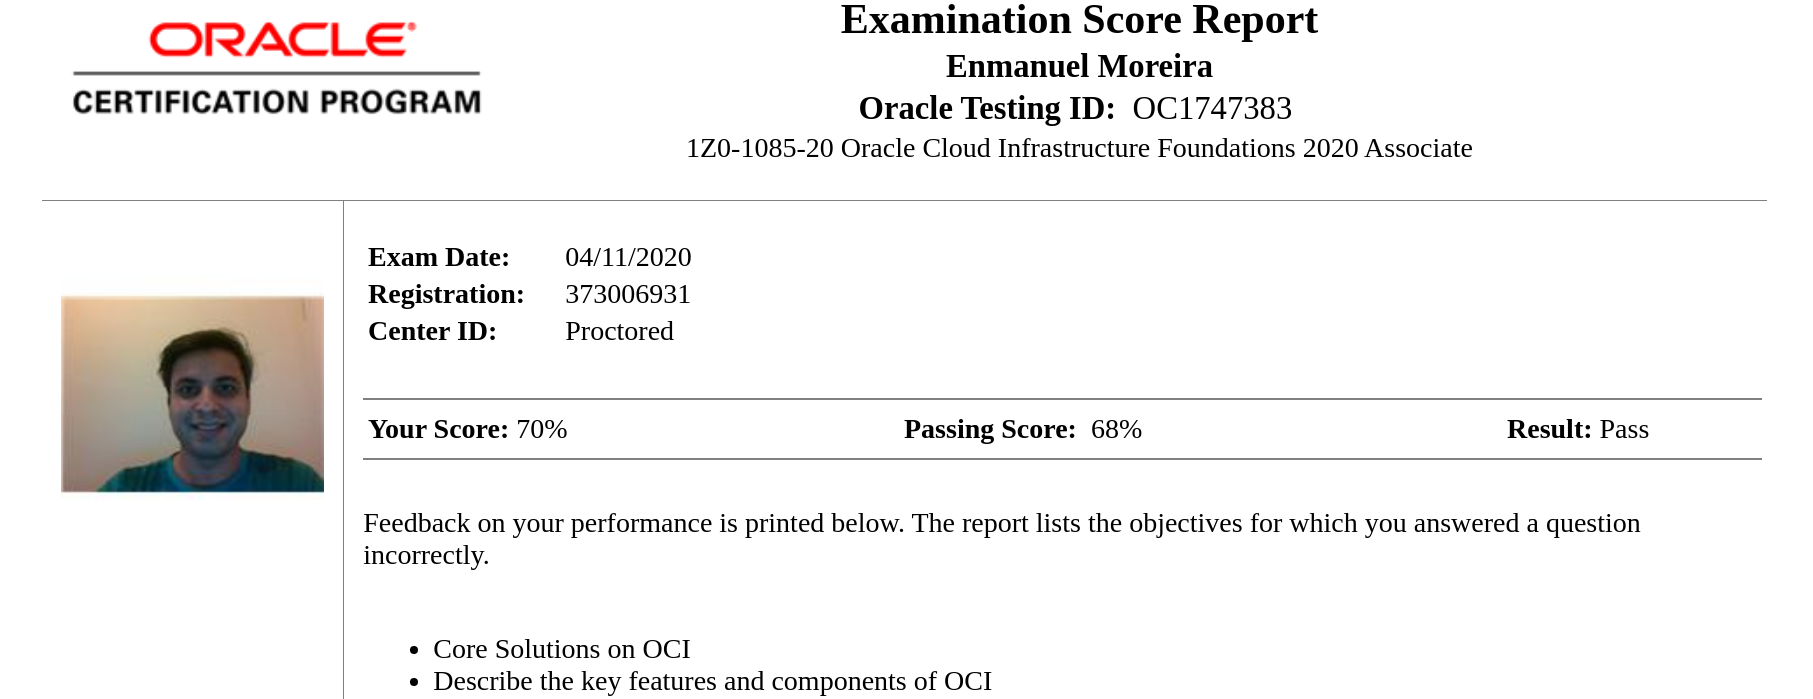 ORACLE®
CERTIFICATION PROGRAM
Examination Score Report
Enmanuel Moreira
Oracle Testing ID: OC1747383
1Z0-1085-20 Oracle Cloud Infrastructure Foundations 2020 Associate
Exam Date: 04/11/2020
Registration: 373006931
Center ID: Proctored
Your Score: 70% Passing Score: 68% Result: Pass
Feedback on your performance is printed below. The report lists the objectives for which you answered a question
incorrectly.
• Core Solutions on OCI
• Describe the key features and components of OCI